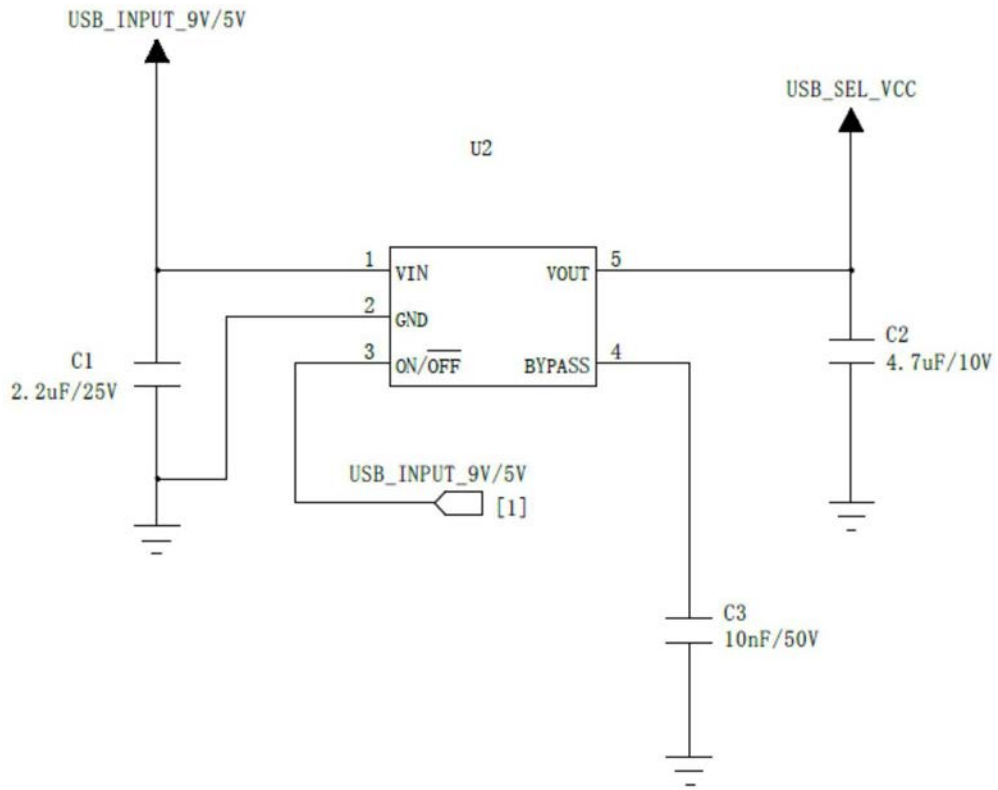 USB_INPUT_9V/5V
USB_SEL_VCC
U2
1
VIN
VOUT
5
2
GND
3
ON/OFF
BYPASS
4
C1
2.2uF/25V
C2
4.7uF/10V
USB_INPUT_9V/5V
[1]
C3
10nF/50V